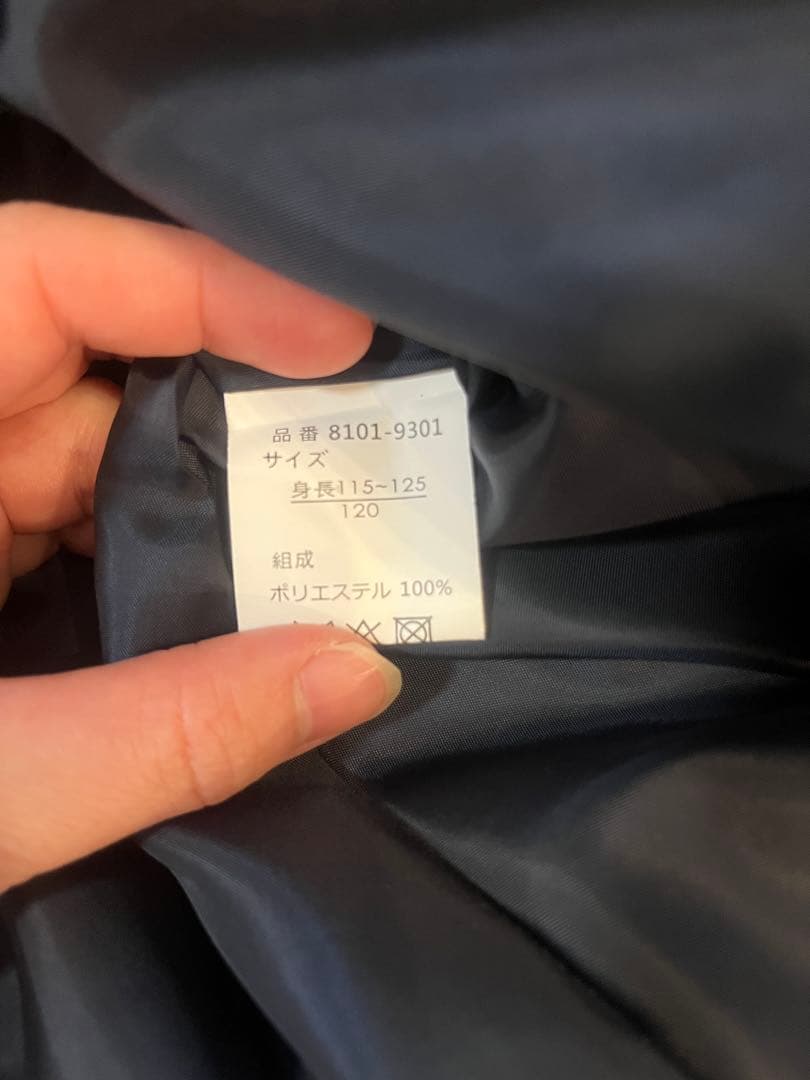 品番 8101-9301
サイズ
身長115~125
120
組成
ポリエステル 100%